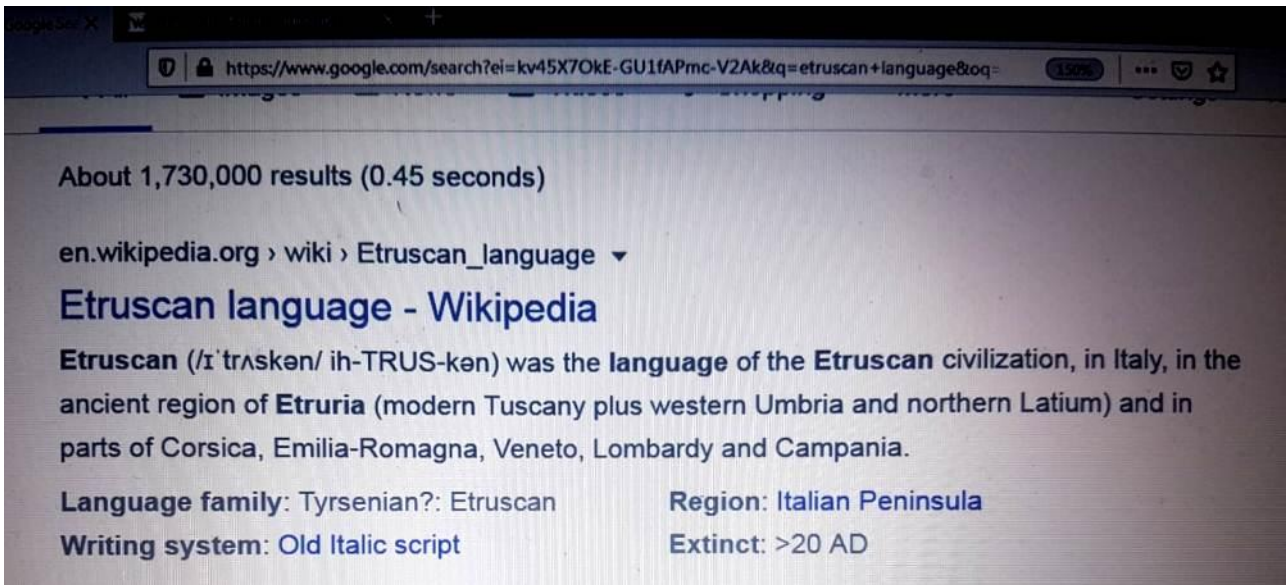 https://www.google.com/search?ei=kv45X7OkE-GU1fAPmc-V2Ak&q=etruscan+language&oq=
150%
About 1,730,000 results (0.45 seconds)
en.wikipedia.org › wiki › Etruscan_language
Etruscan language - Wikipedia
Etruscan (/ɪˈtrʌskən/ ih-TRUS-kən) was the language of the Etruscan civilization, in Italy, in the
ancient region of Etruria (modern Tuscany plus western Umbria and northern Latium) and in
parts of Corsica, Emilia-Romagna, Veneto, Lombardy and Campania.
Language family: Tyrsenian?: Etruscan Region: Italian Peninsula
Writing system: Old Italic script Extinct: >20 AD